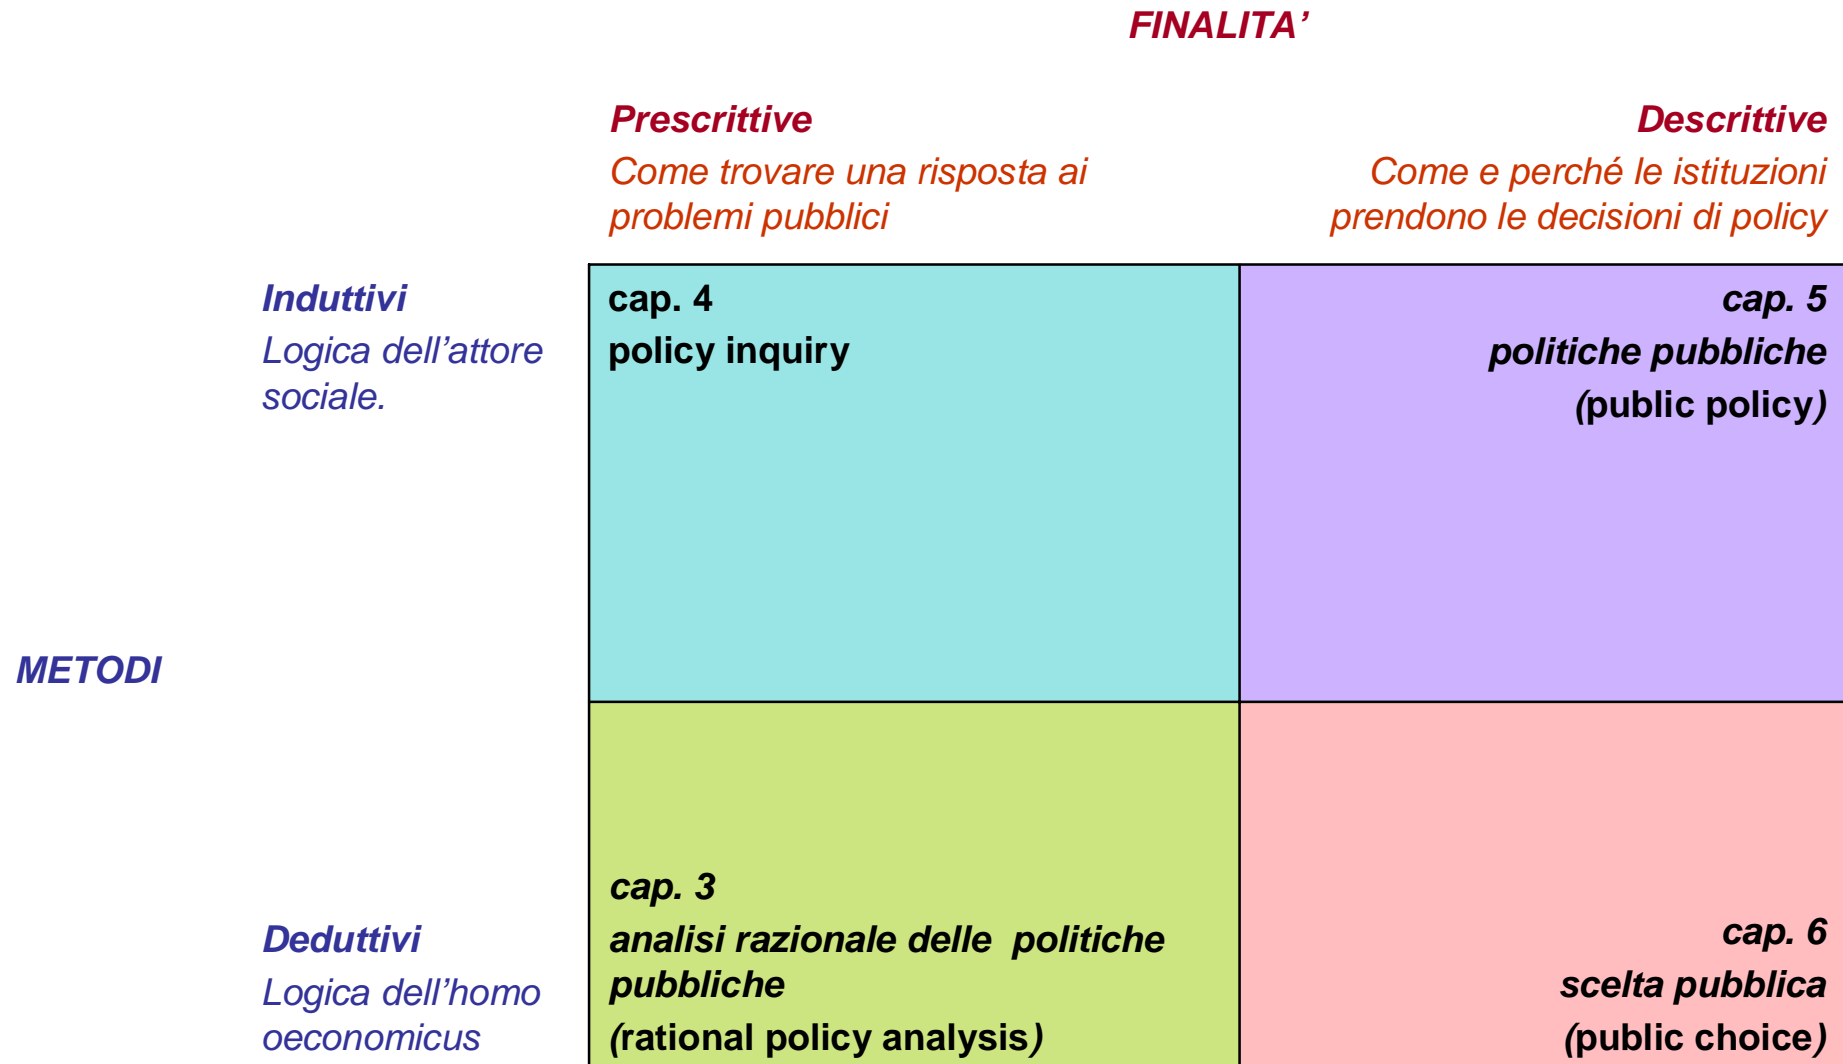 FINALITA’
Prescrittive
Come trovare una risposta ai
problemi pubblici
Descrittive
Come e perché le istituzioni
prendono le decisioni di policy
Induttivi
Logica dell’attore
sociale.
cap. 4
policy inquiry
cap. 5
politiche pubbliche
(public policy)
METODI
Deduttivi
Logica dell’homo
oeconomicus
cap. 3
analisi razionale delle politiche
pubbliche
(rational policy analysis)
cap. 6
scelta pubblica
(public choice)